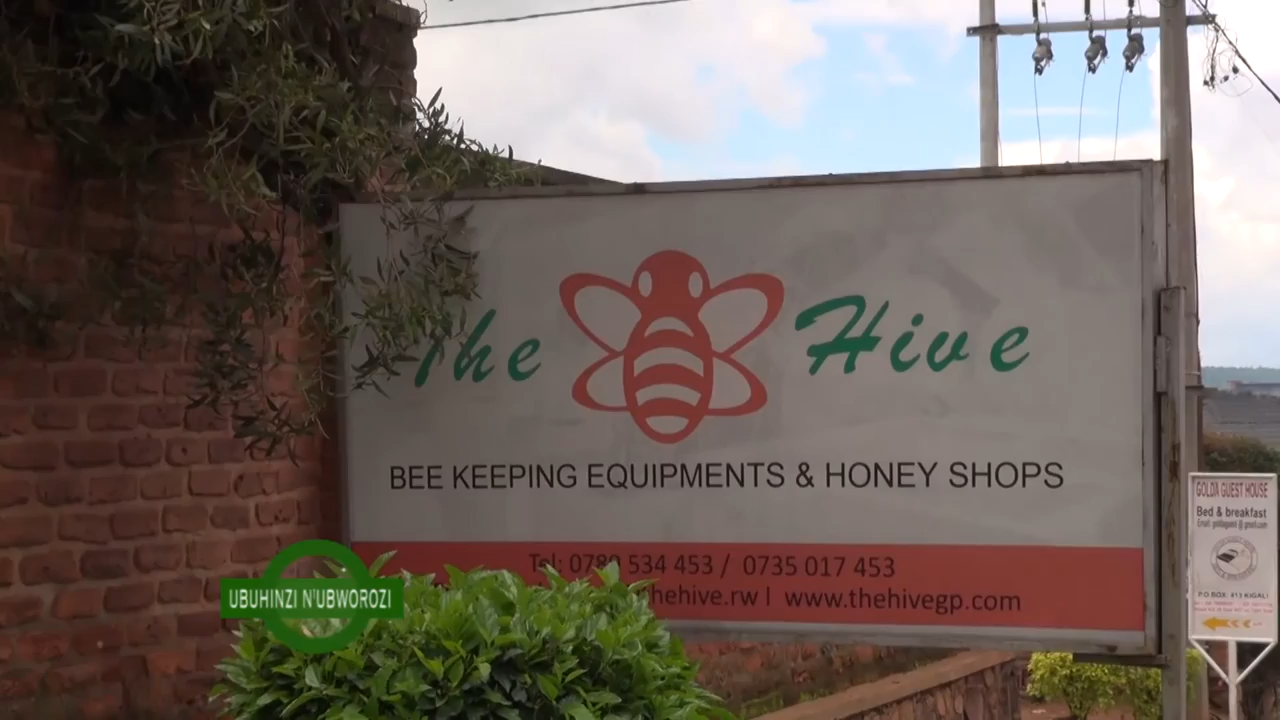 The Hive
BEE KEEPING EQUIPMENTS & HONEY SHOPS
Tel: 0780 534 453 / 0735 017 453
thehive.rw | www.thehivegp.com
UBUHINZI N'UBWOROZI
GOLDA GUEST HOUSE
Bed & breakfast
P.O BOX: 813 KIGALI